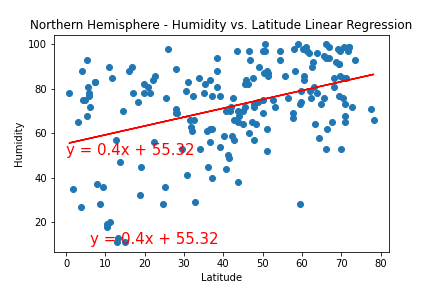 Northern Hemisphere - Humidity vs. Latitude Linear Regression
100
80
60
40
20
Humidity
y = 0.4x + 55.32
y = 0.4x + 55.32
0 10 20 30 40 50 60 70 80
Latitude